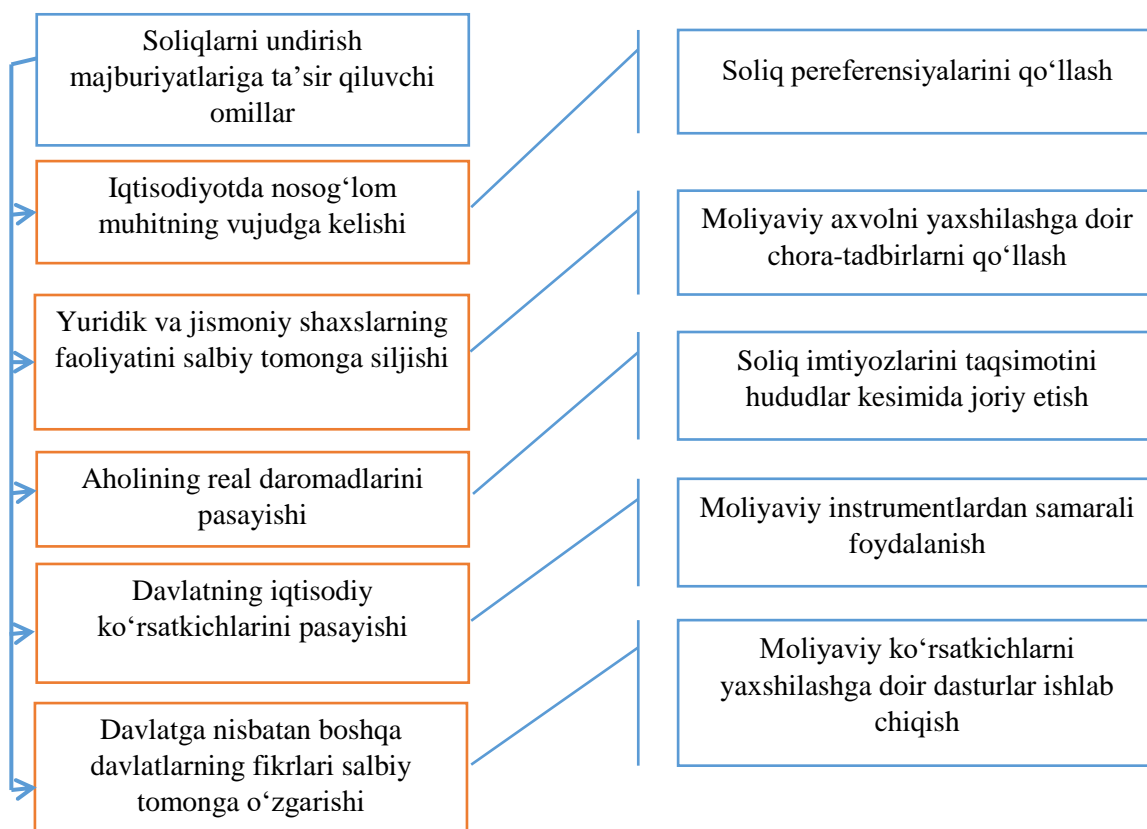 Soliqlarni undirish
majburiyatlariga ta’sir qiluvchi
omillar
Iqtisodiyotda nosog‘lom
muhitning vujudga kelishi
Yuridik va jismoniy shaxslarning
faoliyatini salbiy tomonga siljishi
Aholining real daromadlarini
pasayishi
Davlatning iqtisodiy
ko‘rsatkichlarini pasayishi
Davlatga nisbatan boshqa
davlatlarning fikrlari salbiy
tomonga o‘zgarishi
Soliq pereferensiyalarini qo‘llash
Moliyaviy axvolni yaxshilashga doir
chora-tadbirlarni qo‘llash
Soliq imtiyozlarini taqsimotini
hududlar kesimida joriy etish
Moliyaviy instrumentlardan samarali
foydalanish
Moliyaviy ko‘rsatkichlarni
yaxshilashga doir dasturlar ishlab
chiqish